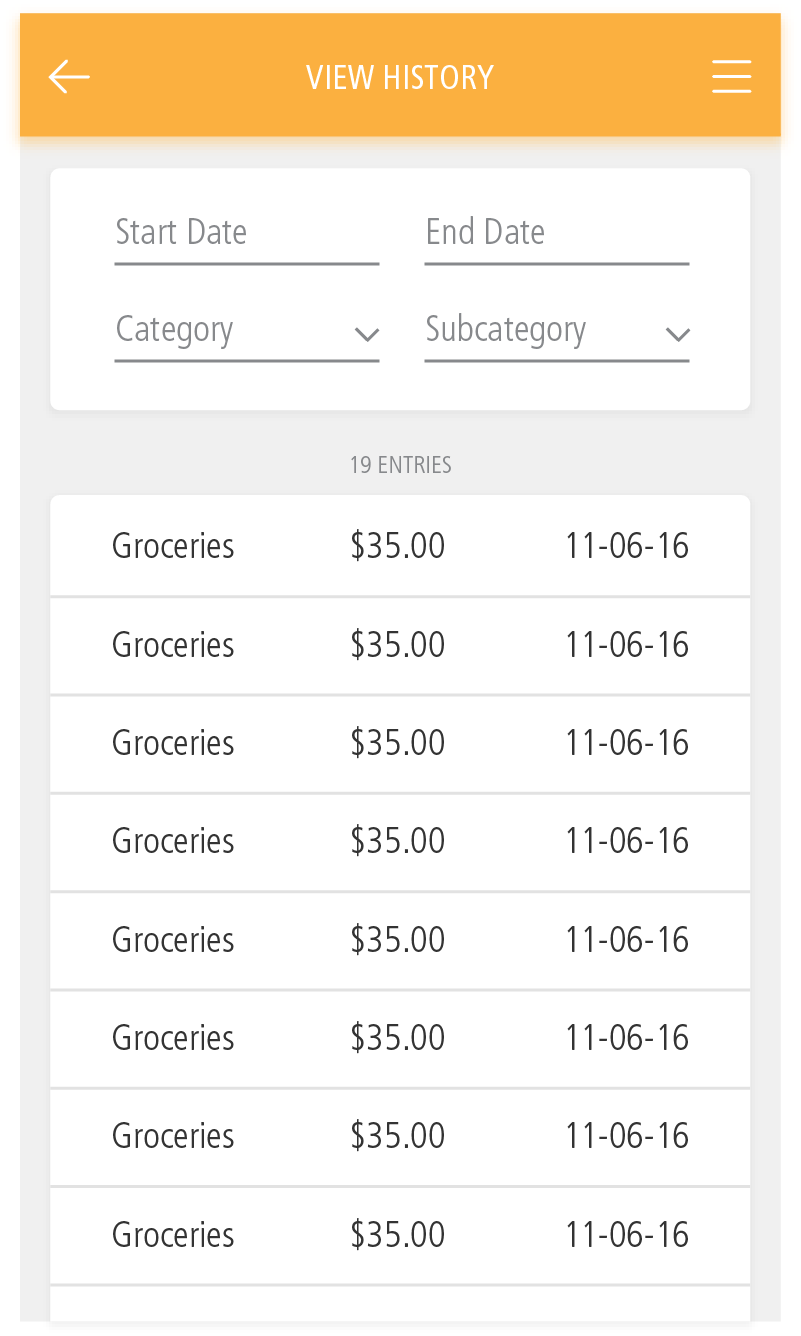 VIEW HISTORY
Start Date End Date
Category Subcategory
19 ENTRIES
Groceries $35.00 11-06-16
Groceries $35.00 11-06-16
Groceries $35.00 11-06-16
Groceries $35.00 11-06-16
Groceries $35.00 11-06-16
Groceries $35.00 11-06-16
Groceries $35.00 11-06-16
Groceries $35.00 11-06-16